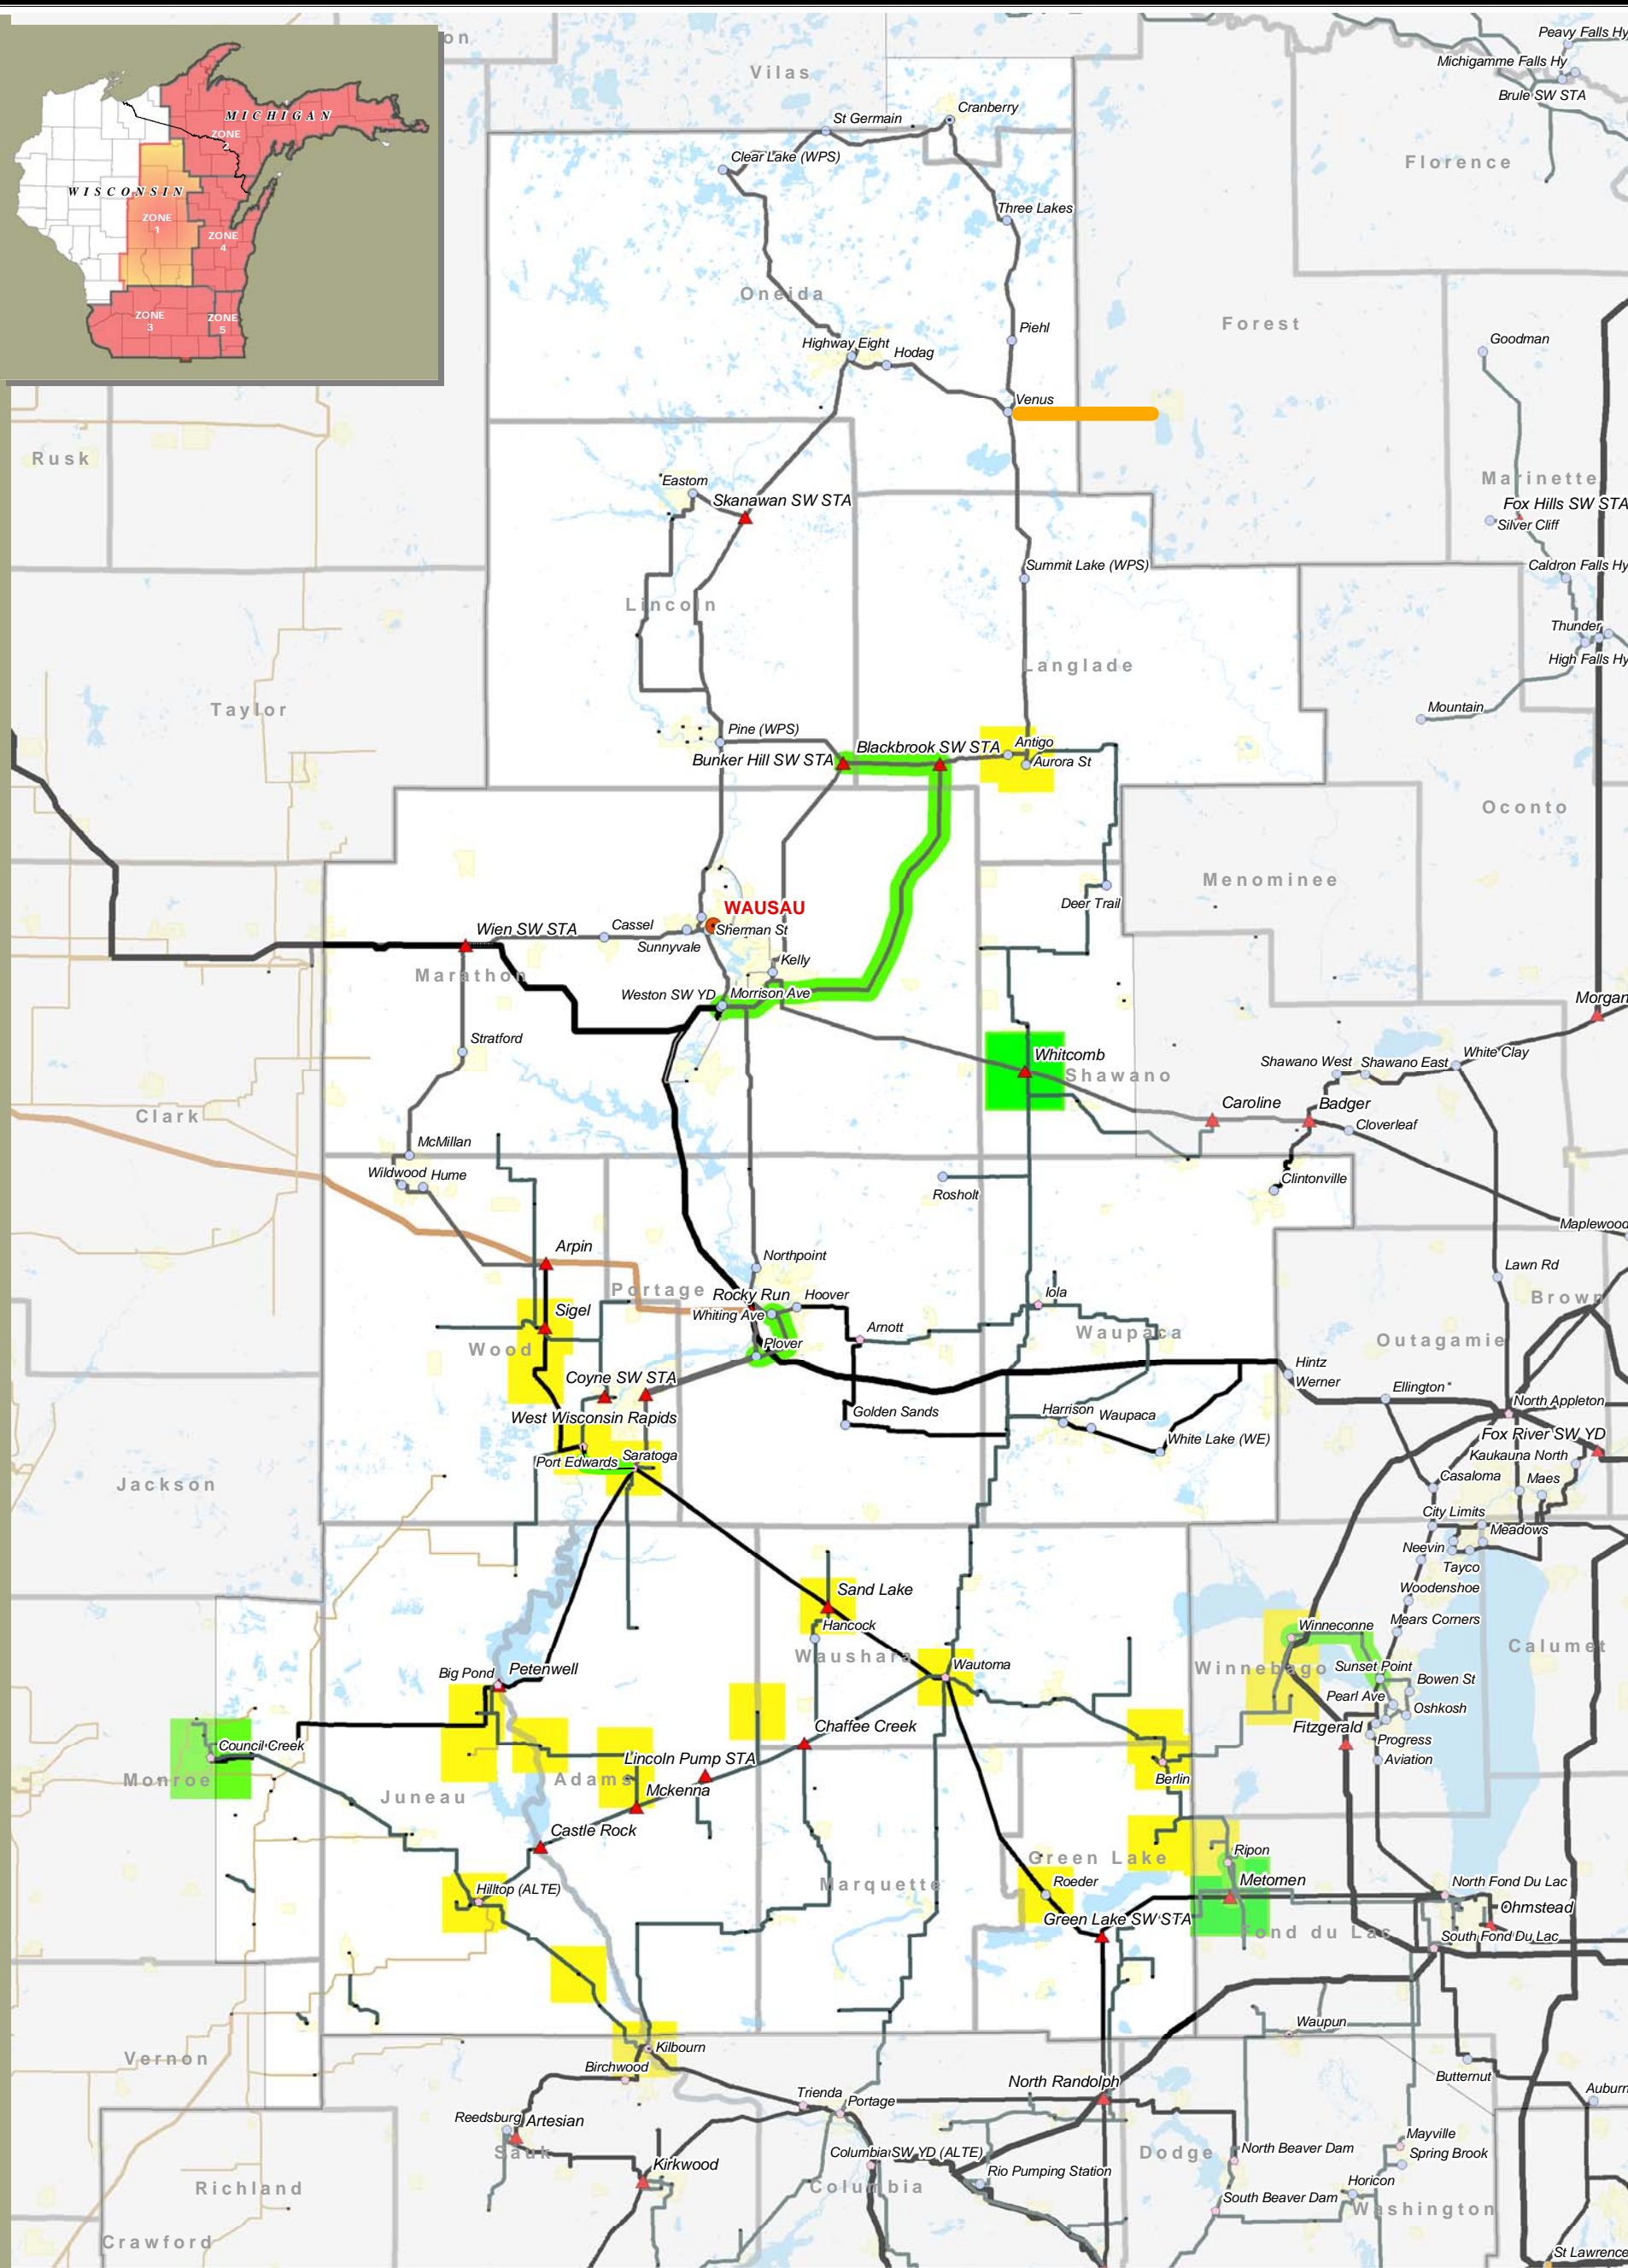 on
Vilas
Peavy Falls Hy
Michigamme Falls Hy
Brule SW STA
MICHIGAN
ZONE
2
WISCONSIN
ZONE
1
ZONE
4
ZONE
3
ZONE
5
Cranberry
St Germain
Clear Lake (WPS)
Florence
Three Lakes
Oneida
Piehl
Forest
Highway Eight
Hodag
Goodman
Venus
Rusk
Eastom
Skanawan SW STA
Marinette
Fox Hills SW STA
Silver Cliff
Summit Lake (WPS)
Caldron Falls Hy
Lincoln
Thunder
High Falls Hy
Langlade
Taylor
Mountain
Pine (WPS)
Blackbrook SW STA
Antigo
Bunker Hill SW STA
Aurora St
Oconto
Menominee
Deer Trail
WAUSAU
Wien SW STA
Cassel
Sherman St
Sunnyvale
Kelly
Marathon
Weston SW YD
Morrison Ave
Morgan
Stratford
Whitcomb
Shawano
Shawano West
Shawano East
White Clay
Clark
Caroline
Badger
Cloverleaf
McMillan
Wildwood
Hume
Rosholt
Clintonville
Maplewood
Arpin
Northpoint
Lawn Rd
Portage
Rocky Run
Hoover
Iola
Brown
Sigel
Whiting Ave
Arnott
Waupaca
Outagamie
Wood
Plover
Coyne SW STA
Hintz
Werner
Ellington
North Appleton
West Wisconsin Rapids
Golden Sands
Harrison
Waupaca
White Lake (WE)
Fox River SW YD
Kaukauna North
Port Edwards
Saratoga
Casaloma
Maes
Jackson
City Limits
Meadows
Neevin
Tayco
Woodenshoe
Sand Lake
Hancock
Winneconne
Mears Corners
Calumet
Waushara
Wautoma
Winnebago
Sunset Point
Bowen St
Big Pond
Petenwell
Pearl Ave
Oshkosh
Chaffee Creek
Fitzgerald
Progress
Council Creek
Lincoln Pump STA
Aviation
Monroe
Adams
Mckenna
Berlin
Juneau
Castle Rock
Green Lake
Ripon
Hilltop (ALTE)
Marquette
Roeder
Metomen
North Fond Du Lac
Ohmstead
Green Lake SW STA
Fond du Lac
South Fond Du Lac
Waupun
Vernon
Kilbourn
Birchwood
Butternut
North Randolph
Auburn
Trienda
Portage
Reedsburg
Artesian
Mayville
Sauk
Columbia SW YD (ALTE)
Dodge
North Beaver Dam
Spring Brook
Kirkwood
Rio Pumping Station
Horicon
Richland
Columbia
South Beaver Dam
Washington
Crawford
St Lawrence